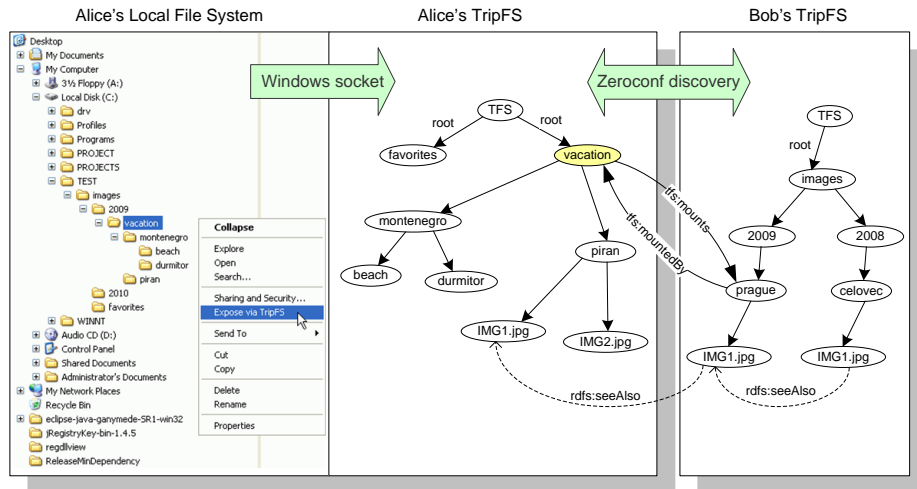 Alice's Local File System
Alice's TripFS
Bob's TripFS
Desktop
My Documents
My Computer
3½ Floppy (A:)
Local Disk (C:)
drv
Profiles
Programs
PROJECT
PROJECTS
TEST
images
2009
vacation
montenegro
beach
durmitor
piran
2010
favorites
WINNT
Audio CD (D:)
Control Panel
Shared Documents
Administrator's Documents
My Network Places
Recycle Bin
eclipse-java-ganymede-SR1-win32
jRegistryKey-bin-1.4.5
regdllview
ReleaseMinDependency
Collapse
Explore
Open
Search...
Sharing and Security...
Expose via TripFS
Send To
Cut
Copy
Delete
Rename
Properties
Windows socket
Zeroconf discovery
TFS
root
root
favorites
vacation
montenegro
piran
beach
durmitor
IMG1.jpg
IMG2.jpg
tfs:mounts
tfs:mountedBy
TFS
root
images
2009
2008
prague
celovec
IMG1.jpg
IMG1.jpg
rdfs:seeAlso
rdfs:seeAlso